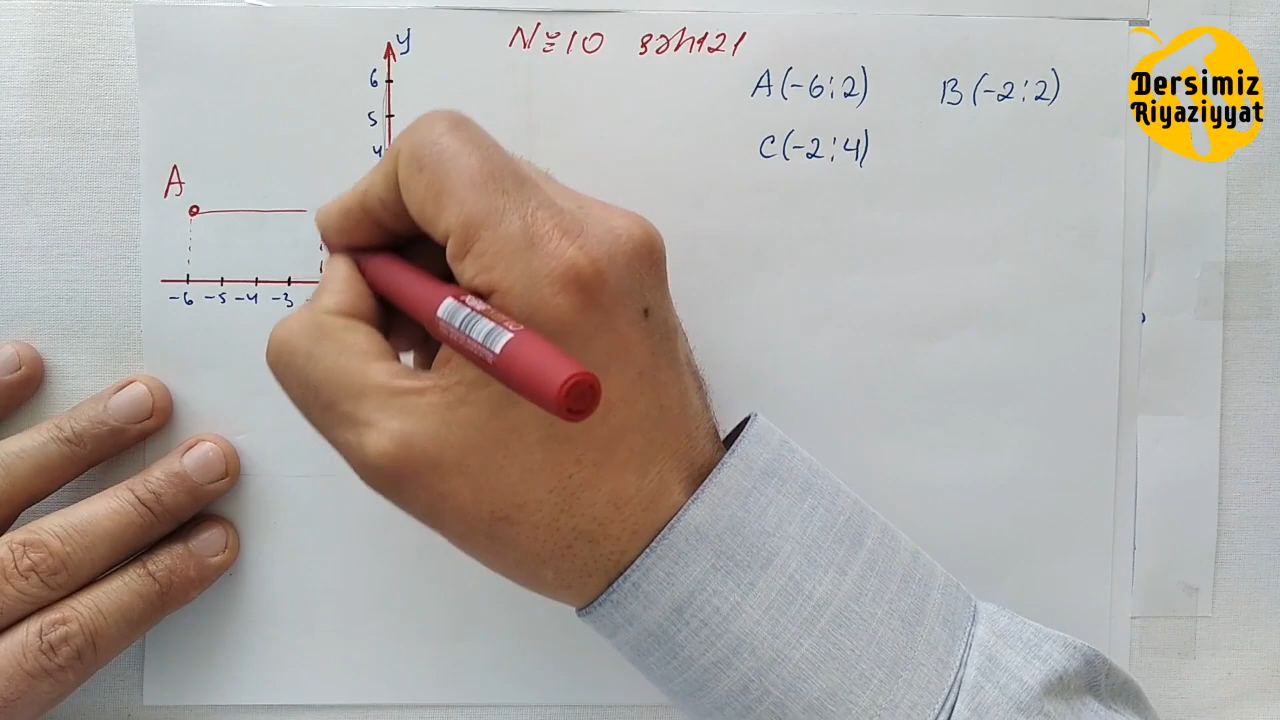 №10 səh121
y
A(-6;2) B(-2;2)
C(-2;4)
6
5
4
A
-6 -5 -4 -3
Dersimiz
Riyaziyyat